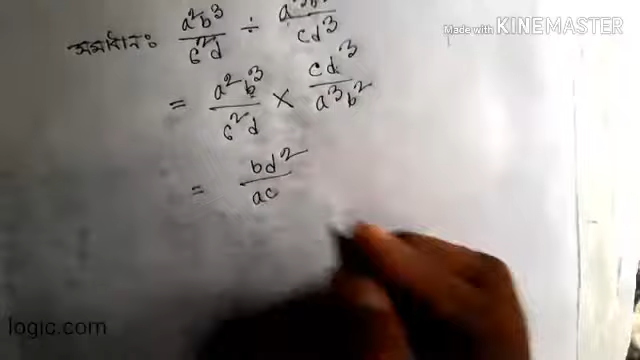 Made with KINEMASTER
সমাধানঃ a²b³/c²d ÷ a³b²/cd³
= a²b³/c²d × cd³/a³b²
= bd²/ac
logic.com